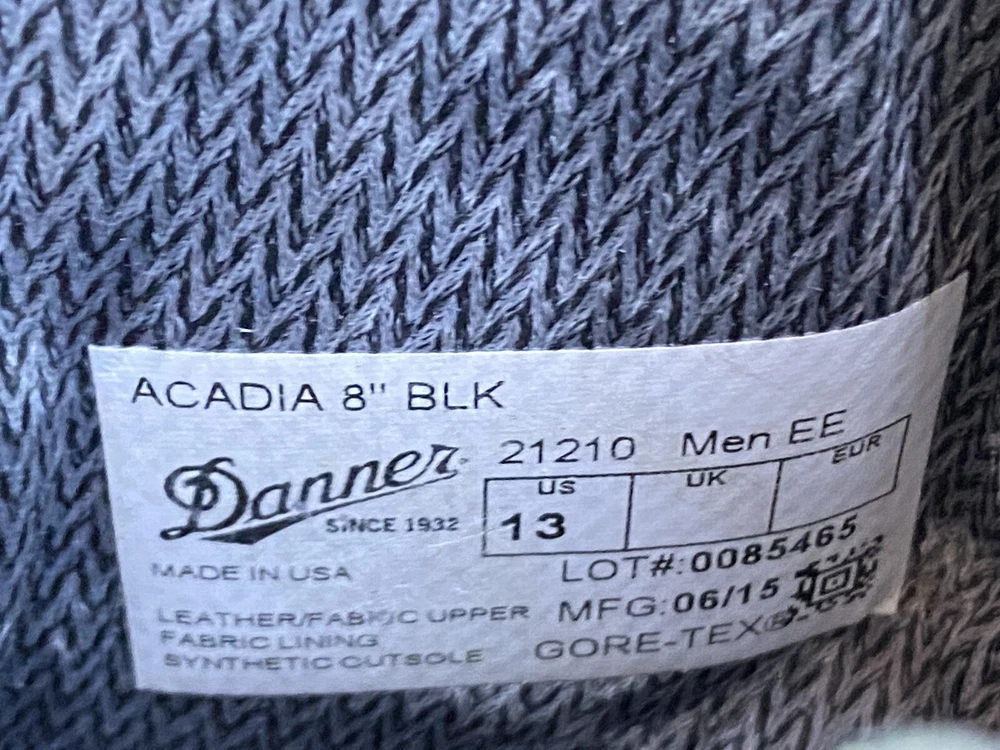 ACADIA 8" BLK
Danner
SINCE 1932
21210 Men EE
US UK EUR
13
MADE IN USA
LOT#:0085465
LEATHER/FABRIC UPPER
FABRIC LINING
SYNTHETIC OUTSOLE
MFG:06/15
GORE-TEX®